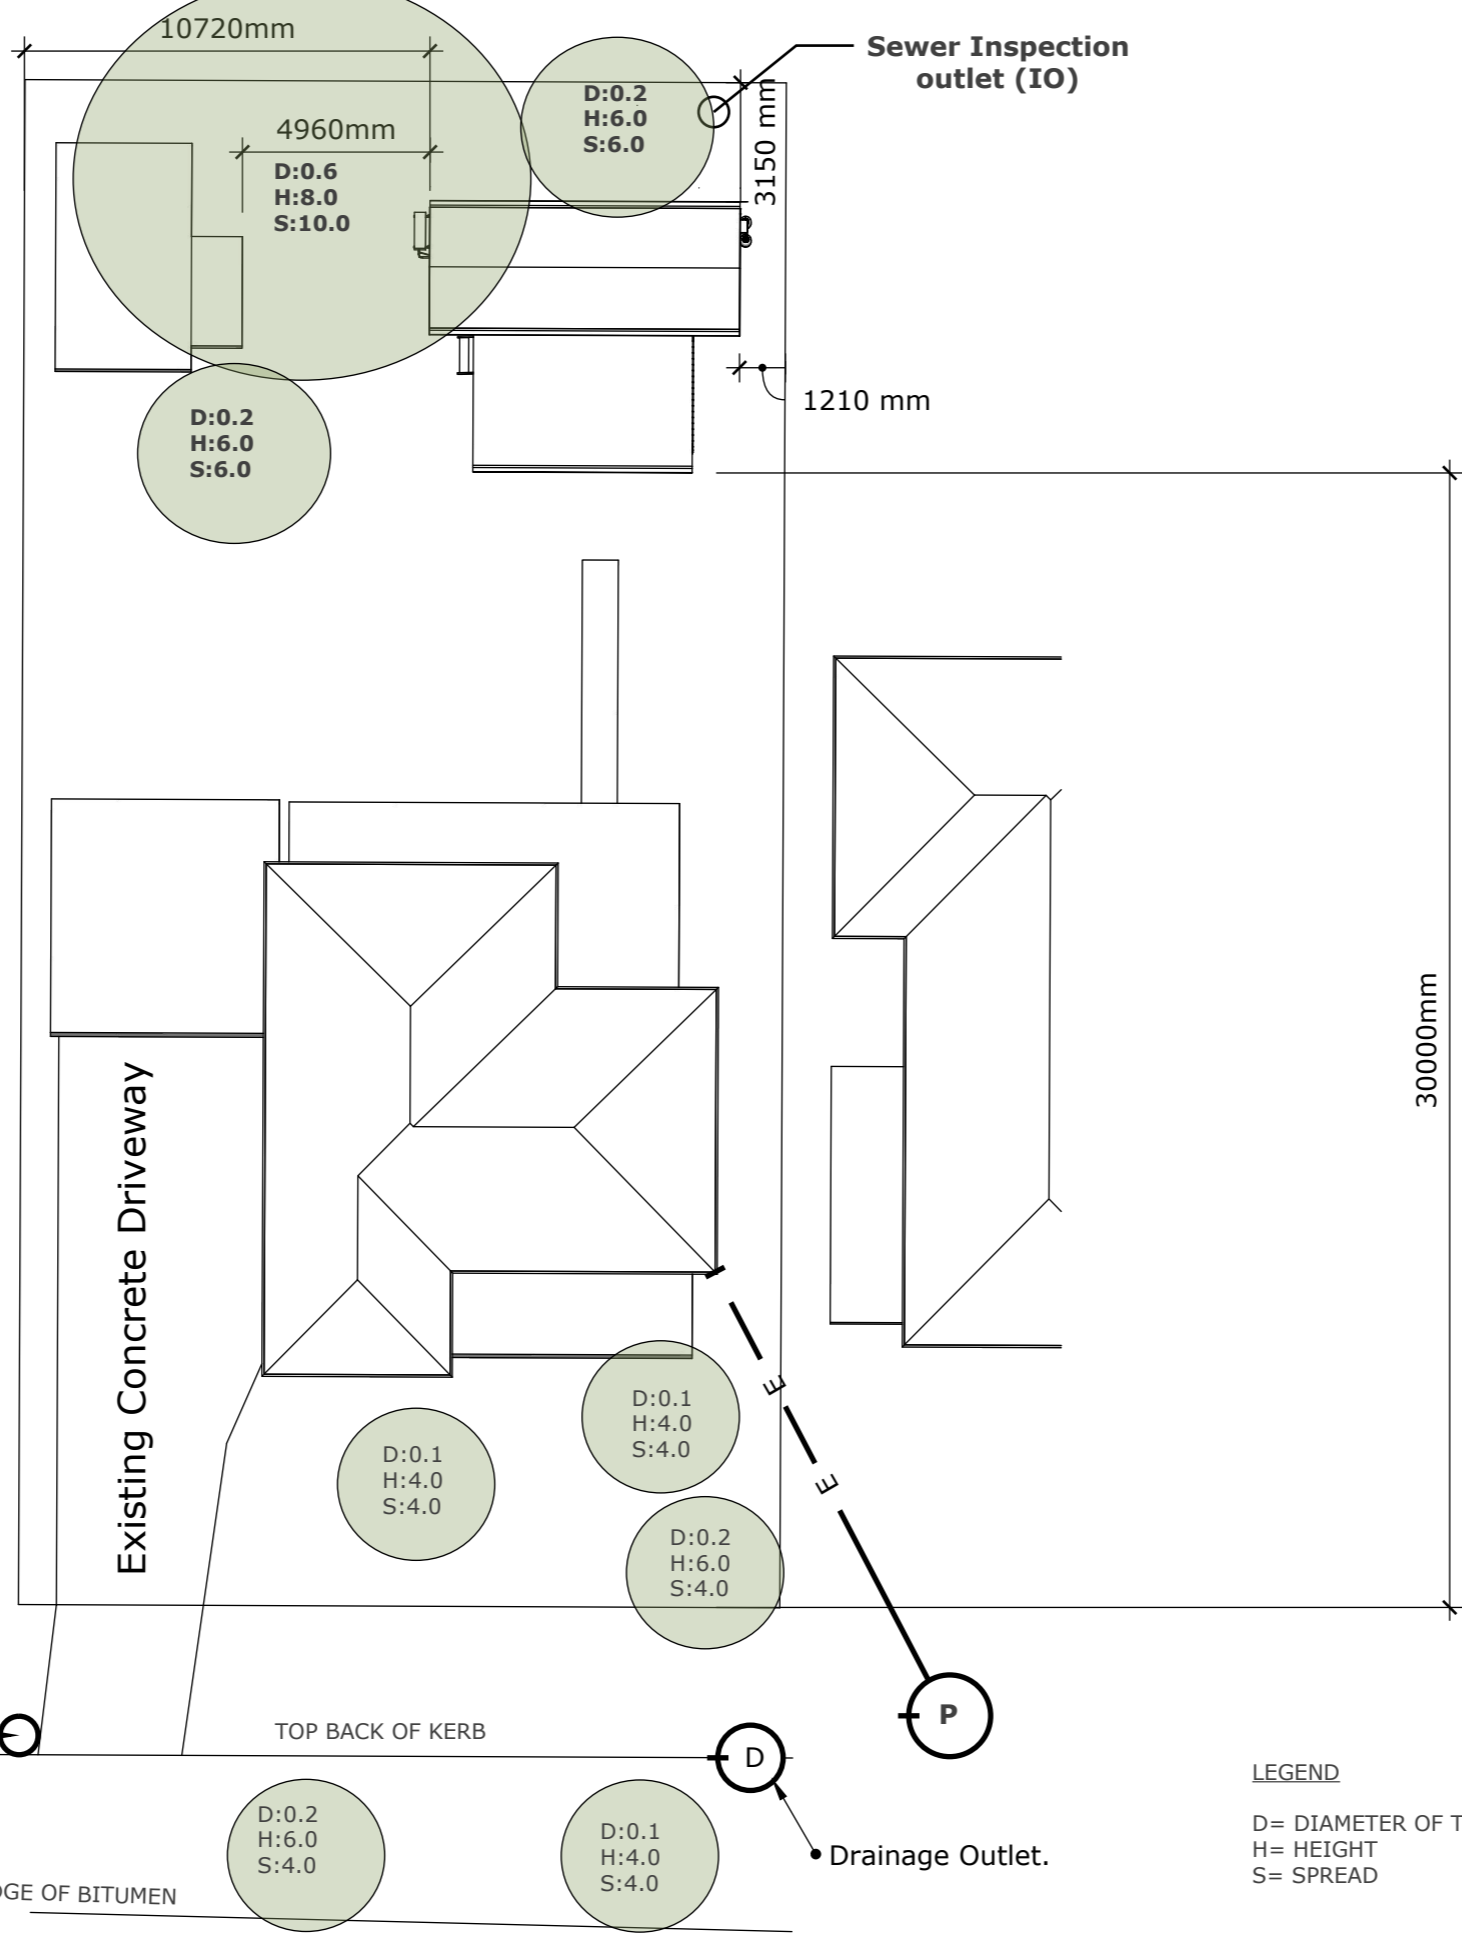 10720mm
Sewer Inspection
outlet (IO)
4960mm
D:0.2
H:6.0
S:6.0
3150 mm
D:0.6
H:8.0
S:10.0
1210 mm
D:0.2
H:6.0
S:6.0
30000mm
Existing Concrete Driveway
E
E
D:0.1
H:4.0
S:4.0
D:0.1
H:4.0
S:4.0
D:0.2
H:6.0
S:4.0
P
TOP BACK OF KERB
D
LEGEND
D= DIAMETER OF T
H= HEIGHT
S= SPREAD
D:0.2
H:6.0
S:4.0
D:0.1
H:4.0
S:4.0
Drainage Outlet.
OF BITUMEN